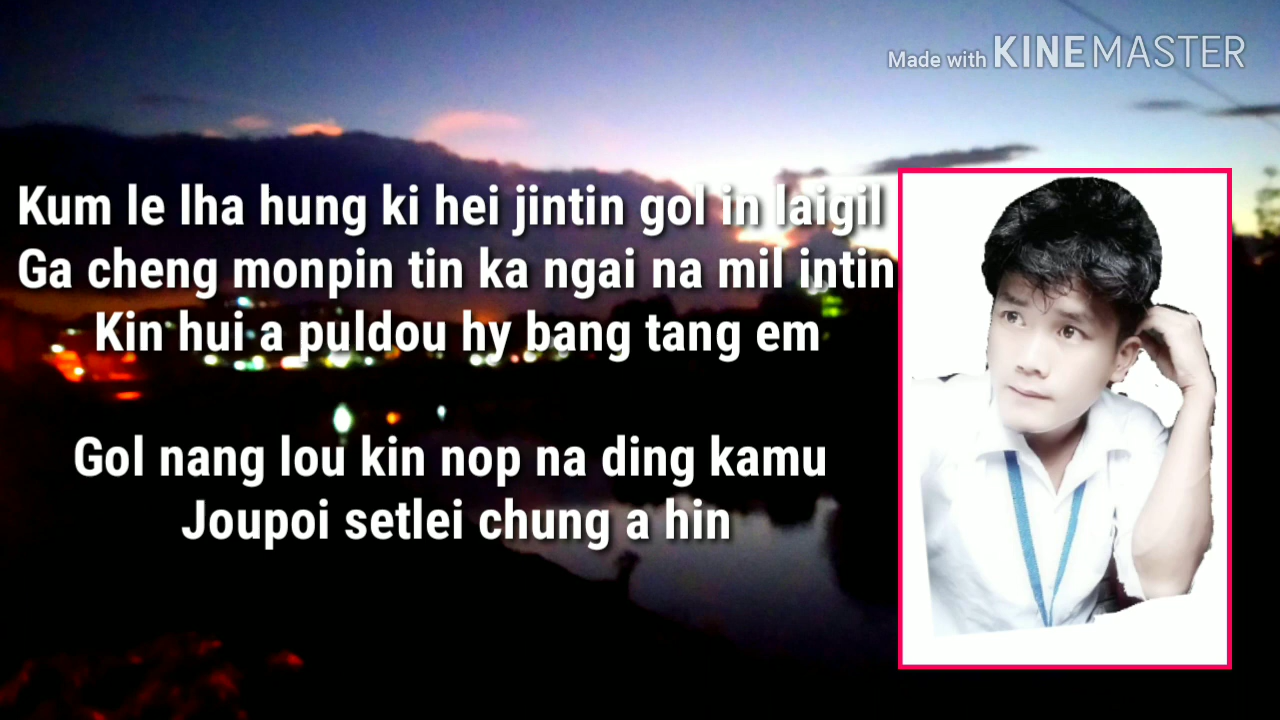 Made with KINEMASTER
Kum le lha hung ki hei jintin gol in laigil
Ga cheng monpin tin ka ngai na mil intin
Kin hui a puldou hy bang tang em
Gol nang lou kin nop na ding kamu
Joupoi setlei chung a hin